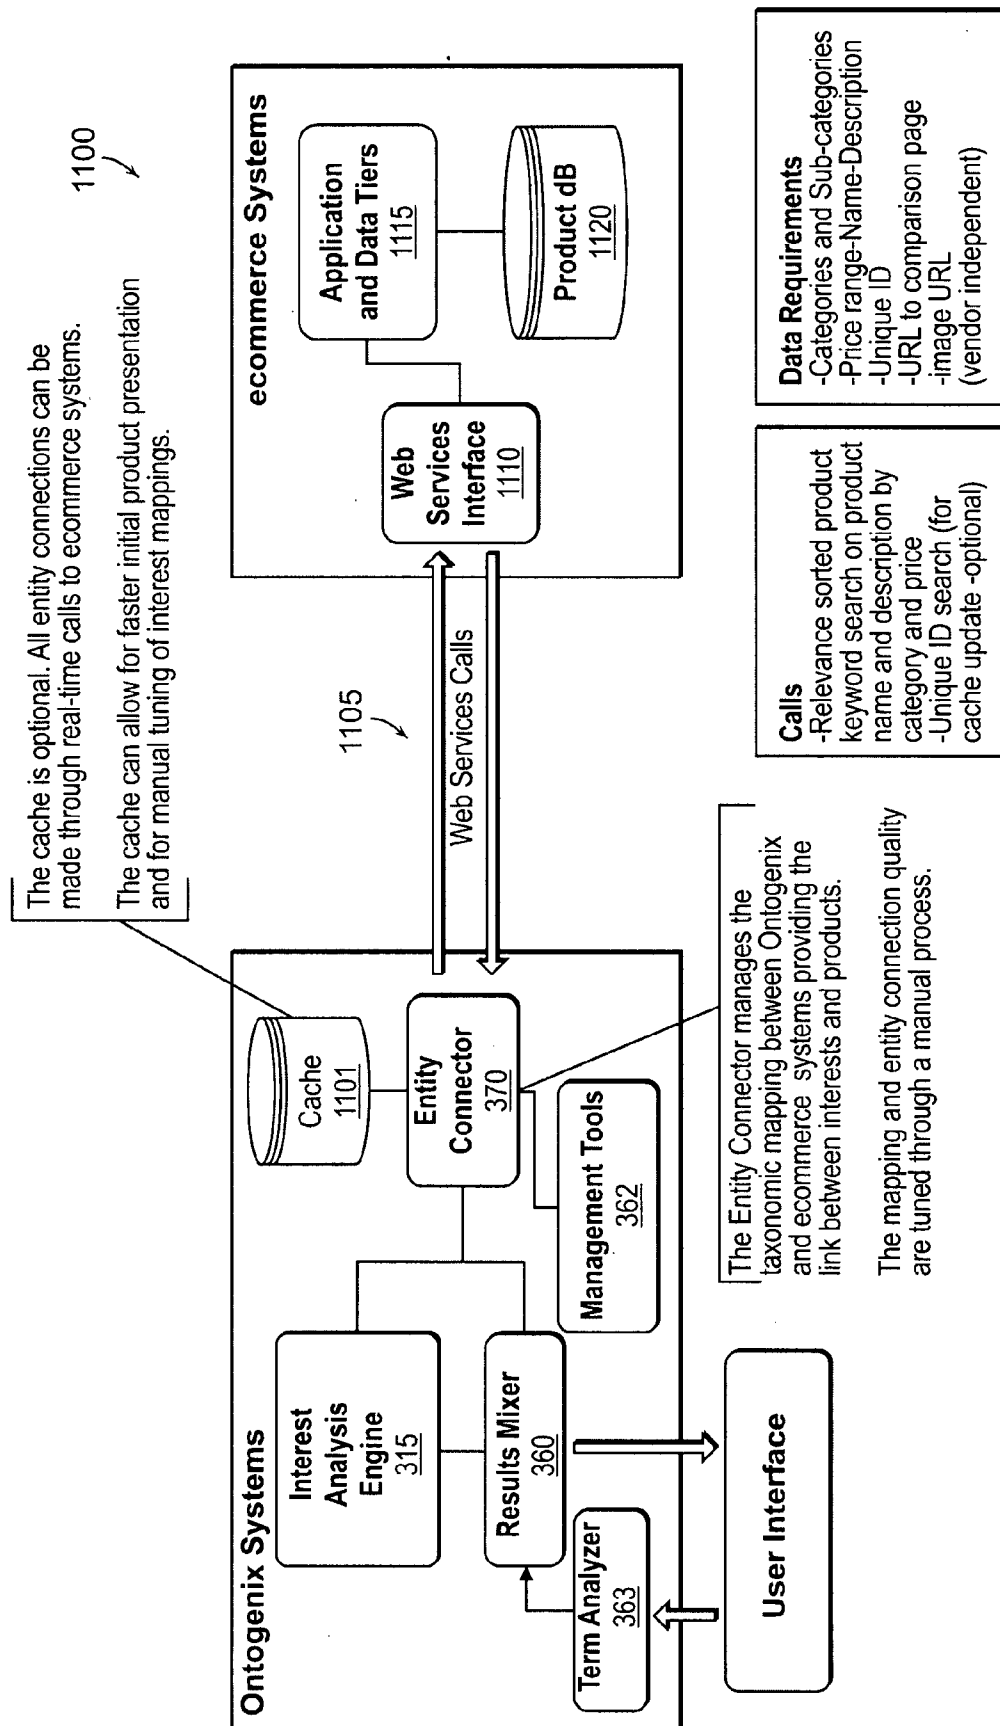 1100
The cache is optional. All entity connections can be
made through real-time calls to ecommerce systems.
The cache can allow for faster initial product presentation
and for manual tuning of interest mappings.
Ontogenix Systems
Interest
Analysis
Engine
315
Results Mixer
360
Term Analyzer
363
Cache
1101
Entity
Connector
370
Management Tools
362
User Interface
1105
Web Services Calls
ecommerce Systems
Web
Services
Interface
1110
Application
and Data Tiers
1115
Product dB
1120
The Entity Connector manages the
taxonomic mapping between Ontogenix
and ecommerce systems providing the
link between interests and products.
The mapping and entity connection quality
are tuned through a manual process.
Calls
-Relevance sorted product
keyword search on product
name and description by
category and price
-Unique ID search (for
cache update -optional)
Data Requirements
-Categories and Sub-categories
-Price range-Name-Description
-Unique ID
-URL to comparison page
-image URL
(vendor independent)